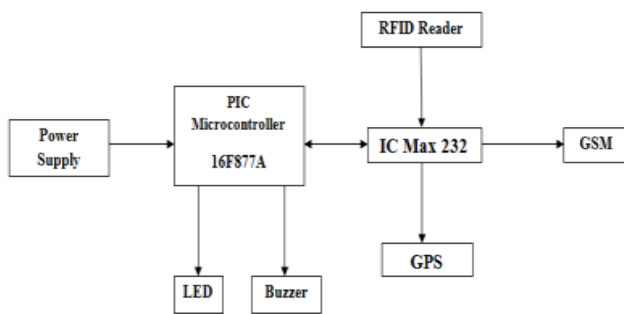 RFID Reader
PIC
Microcontroller
16F877A
Power
Supply
IC Max 232
GSM
GPS
LED
Buzzer